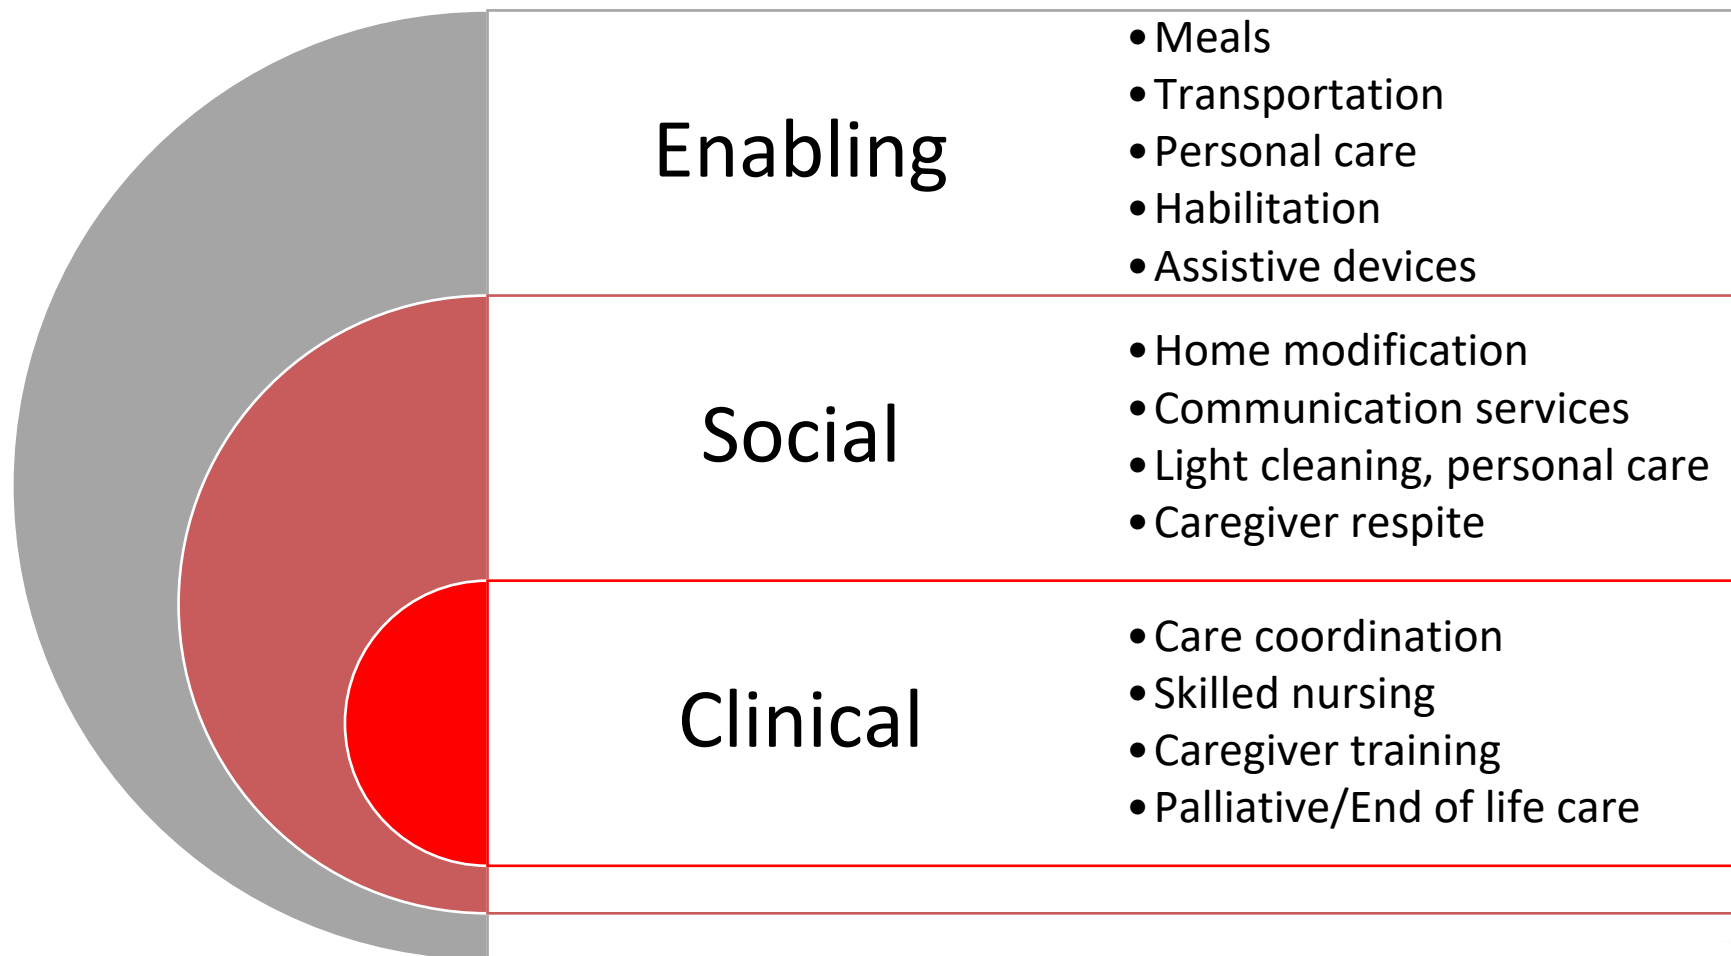 Enabling
• Meals
• Transportation
• Personal care
• Habilitation
• Assistive devices
Social
• Home modification
• Communication services
• Light cleaning, personal care
• Caregiver respite
Clinical
• Care coordination
• Skilled nursing
• Caregiver training
• Palliative/End of life care